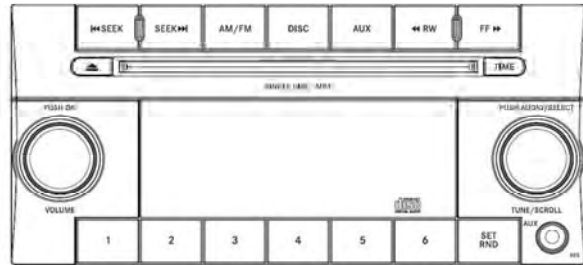 ⏮SEEK SEEK⏭ AM/FM DISC AUX ◀◀ RW FF ▶▶
TIME
PUSH PUSH AUDIO/SELECT
VOLUME TUNE/SCROLL
AUX
1 2 3 4 5 6 SET
RND
disc